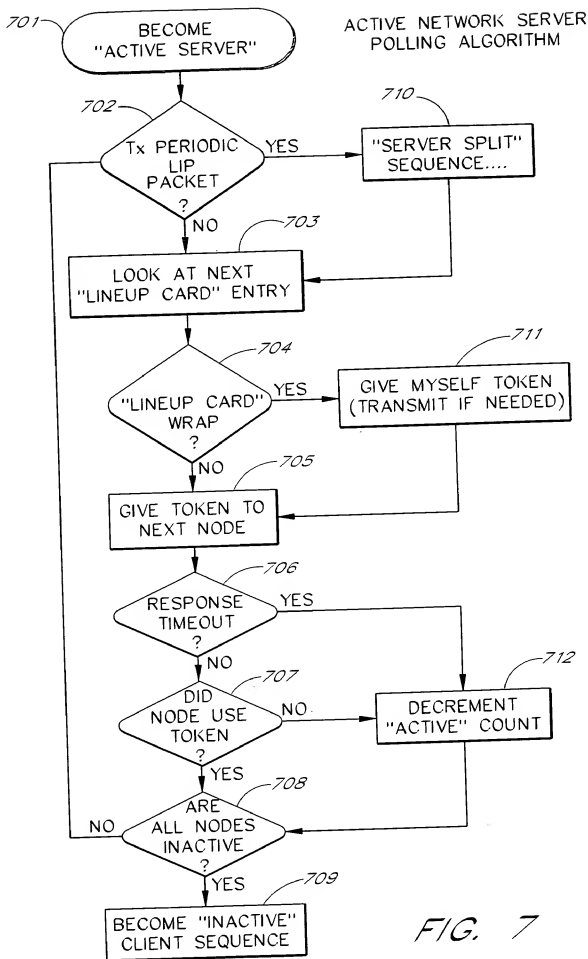 701
BECOME
"ACTIVE SERVER"
ACTIVE NETWORK SERVER
POLLING ALGORITHM
702
Tx PERIODIC
LIP
PACKET
?
YES
NO
710
"SERVER SPLIT"
SEQUENCE....
703
LOOK AT NEXT
"LINEUP CARD" ENTRY
704
"LINEUP CARD"
WRAP
?
YES
NO
711
GIVE MYSELF TOKEN
(TRANSMIT IF NEEDED)
705
GIVE TOKEN TO
NEXT NODE
706
RESPONSE
TIMEOUT
?
YES
NO
707
DID
NODE USE
TOKEN
?
NO
YES
712
DECREMENT
"ACTIVE" COUNT
708
ARE
ALL NODES
INACTIVE
?
NO
YES
709
BECOME "INACTIVE"
CLIENT SEQUENCE
FIG. 7